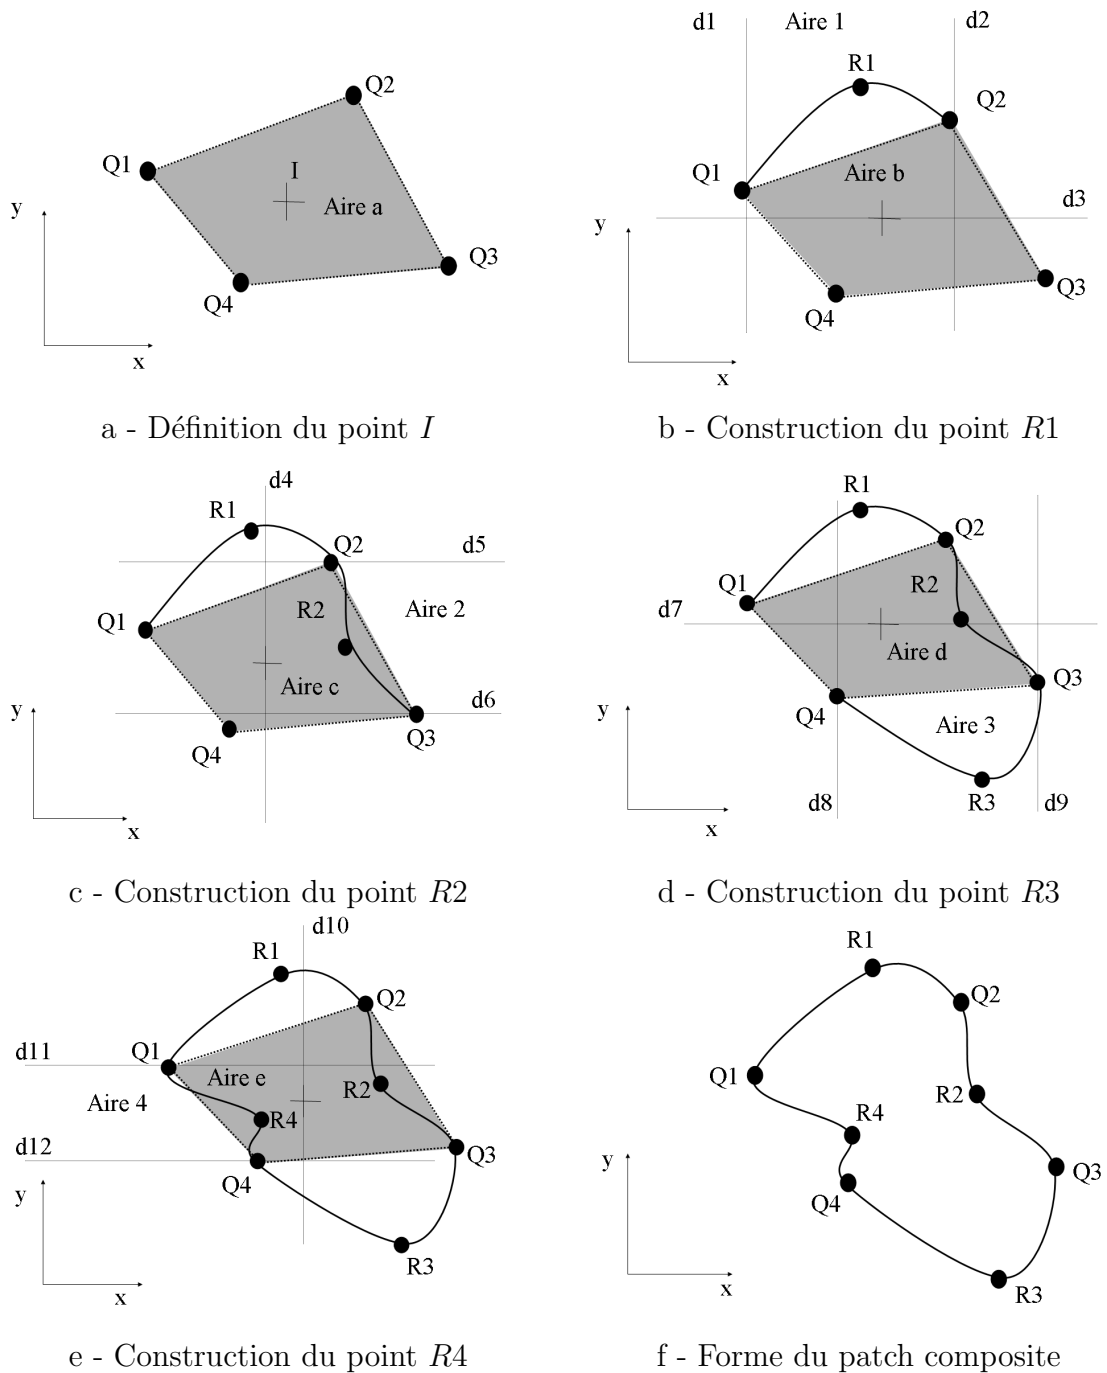 Q2
Q1
I
Aire a
y
Q3
Q4
x
a - Définition du point I
d1
Aire 1
d2
R1
Q2
Q1
Aire b
d3
y
Q3
Q4
x
b - Construction du point R1
d4
R1
Q2
d5
R2
Aire 2
Q1
Aire c
d6
y
Q4
Q3
x
c - Construction du point R2
R1
Q2
Q1
R2
d7
Aire d
Q3
Q4
y
Aire 3
d8
R3
d9
x
d - Construction du point R3
d10
R1
Q2
d11
Q1
Aire e
R2
Aire 4
R4
d12
Q3
Q4
y
R3
x
e - Construction du point R4
R1
Q2
Q1
R2
R4
y
Q3
Q4
x
R3
f - Forme du patch composite